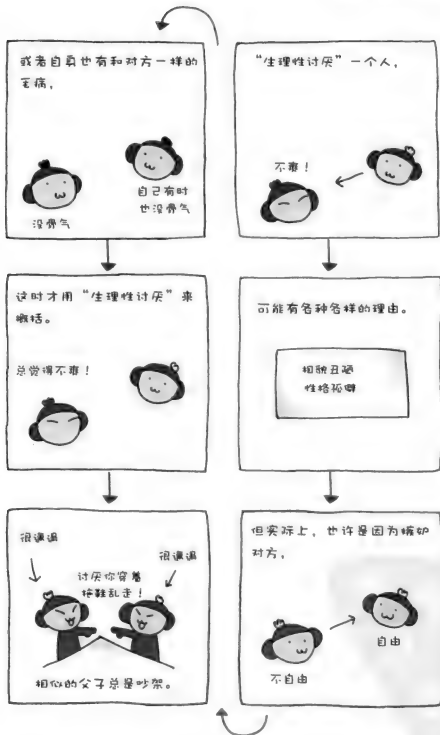 “生理性讨厌”一个人，
不爽！
可能有各种各样的理由。
相貌丑陋
性格孤僻
但实际上，也许是因为嫉妒
对方，
不自由
自由
或者自身也有和对方一样的
毛病，
没骨气
自己有时
也没骨气
这时才用“生理性讨厌”来
概括。
总觉得不爽！
很邋遢
很邋遢
讨厌你穿着
拖鞋乱走！
相似的父子总是吵架。